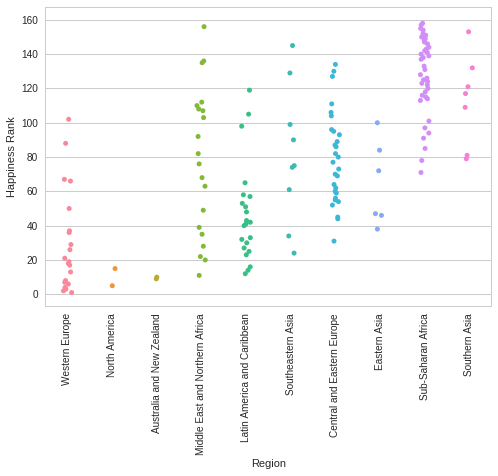 160
140
120
100
80
60
40
20
0
Happiness Rank
Western Europe
North America
Australia and New Zealand
Middle East and Northern Africa
Latin America and Caribbean
Southeastern Asia
Central and Eastern Europe
Eastern Asia
Sub-Saharan Africa
Southern Asia
Region